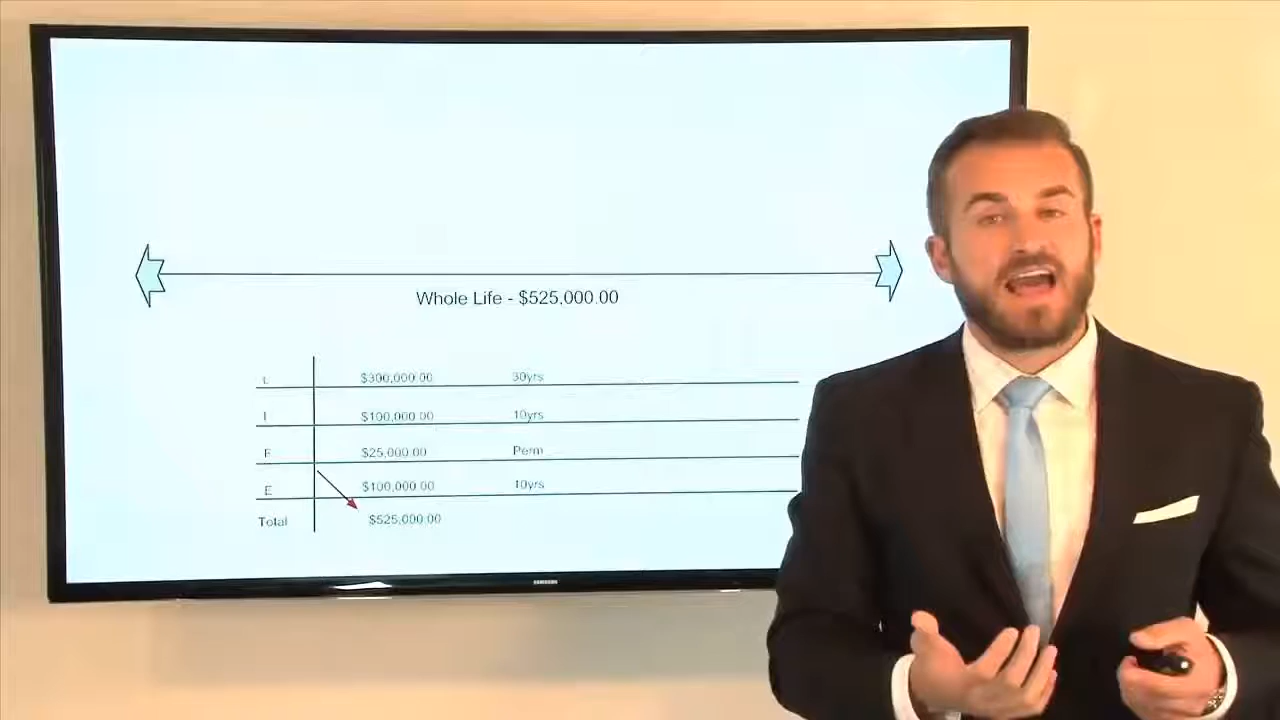 Whole Life - $525,000.00
L $300,000.00 30yrs
I $100,000.00 10yrs
F $25,000.00 Perm
E $100,000.00 10yrs
Total $525,000.00
SAMSUNG